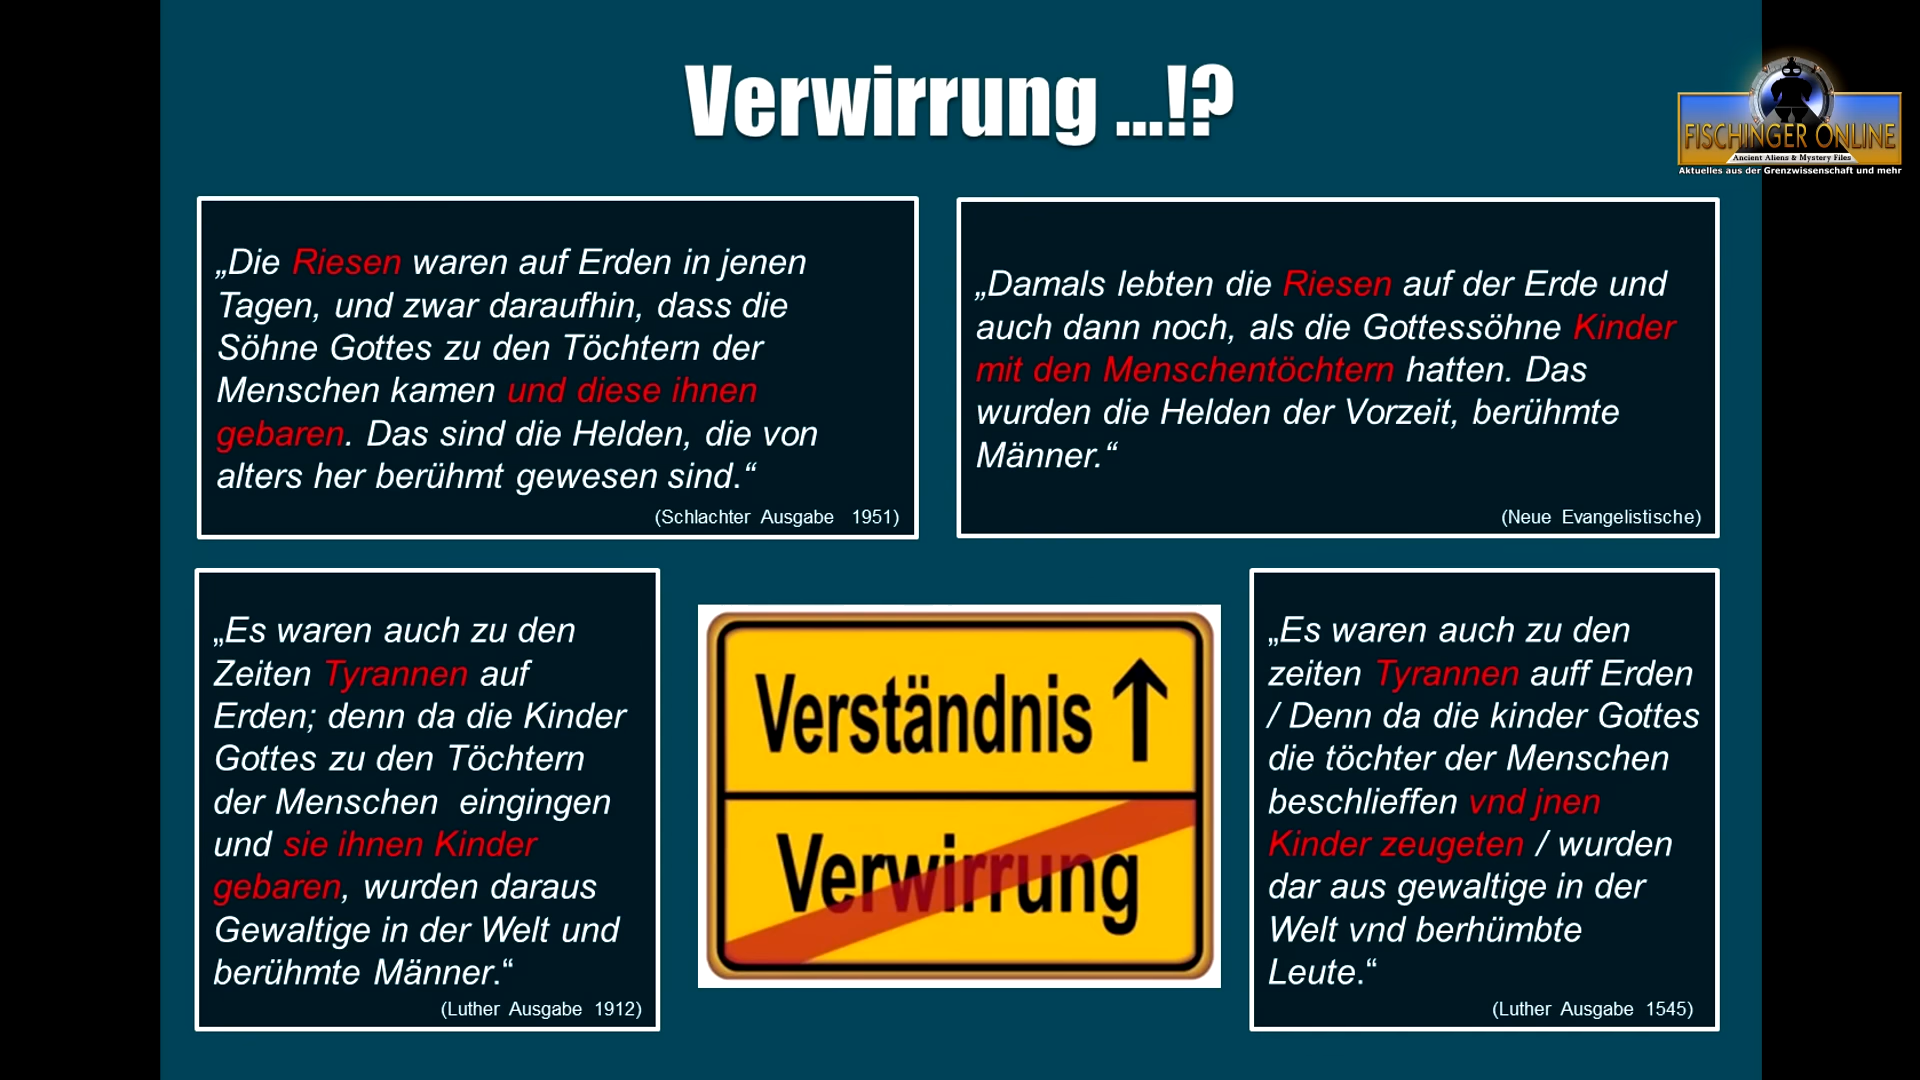 Verwirrung ...!?
FISCHINGER ONLINE
Ancient Aliens & Mystery Files
Aktuelles aus der Grenzwissenschaft und mehr
„Die Riesen waren auf Erden in jenen
Tagen, und zwar daraufhin, dass die
Söhne Gottes zu den Töchtern der
Menschen kamen und diese ihnen
gebaren. Das sind die Helden, die von
alters her berühmt gewesen sind.“
(Schlachter Ausgabe 1951)
„Damals lebten die Riesen auf der Erde und
auch dann noch, als die Gottessöhne Kinder
mit den Menschentöchtern hatten. Das
wurden die Helden der Vorzeit, berühmte
Männer.“
(Neue Evangelistische)
„Es waren auch zu den
Zeiten Tyrannen auf
Erden; denn da die Kinder
Gottes zu den Töchtern
der Menschen eingingen
und sie ihnen Kinder
gebaren, wurden daraus
Gewaltige in der Welt und
berühmte Männer.“
(Luther Ausgabe 1912)
Verständnis ↑
Verwirrung
„Es waren auch zu den
zeiten Tyrannen auff Erden
/ Denn da die kinder Gottes
die töchter der Menschen
beschlieffen vnd jnen
Kinder zeugeten / wurden
dar aus gewaltige in der
Welt vnd berhümbte
Leute.“
(Luther Ausgabe 1545)